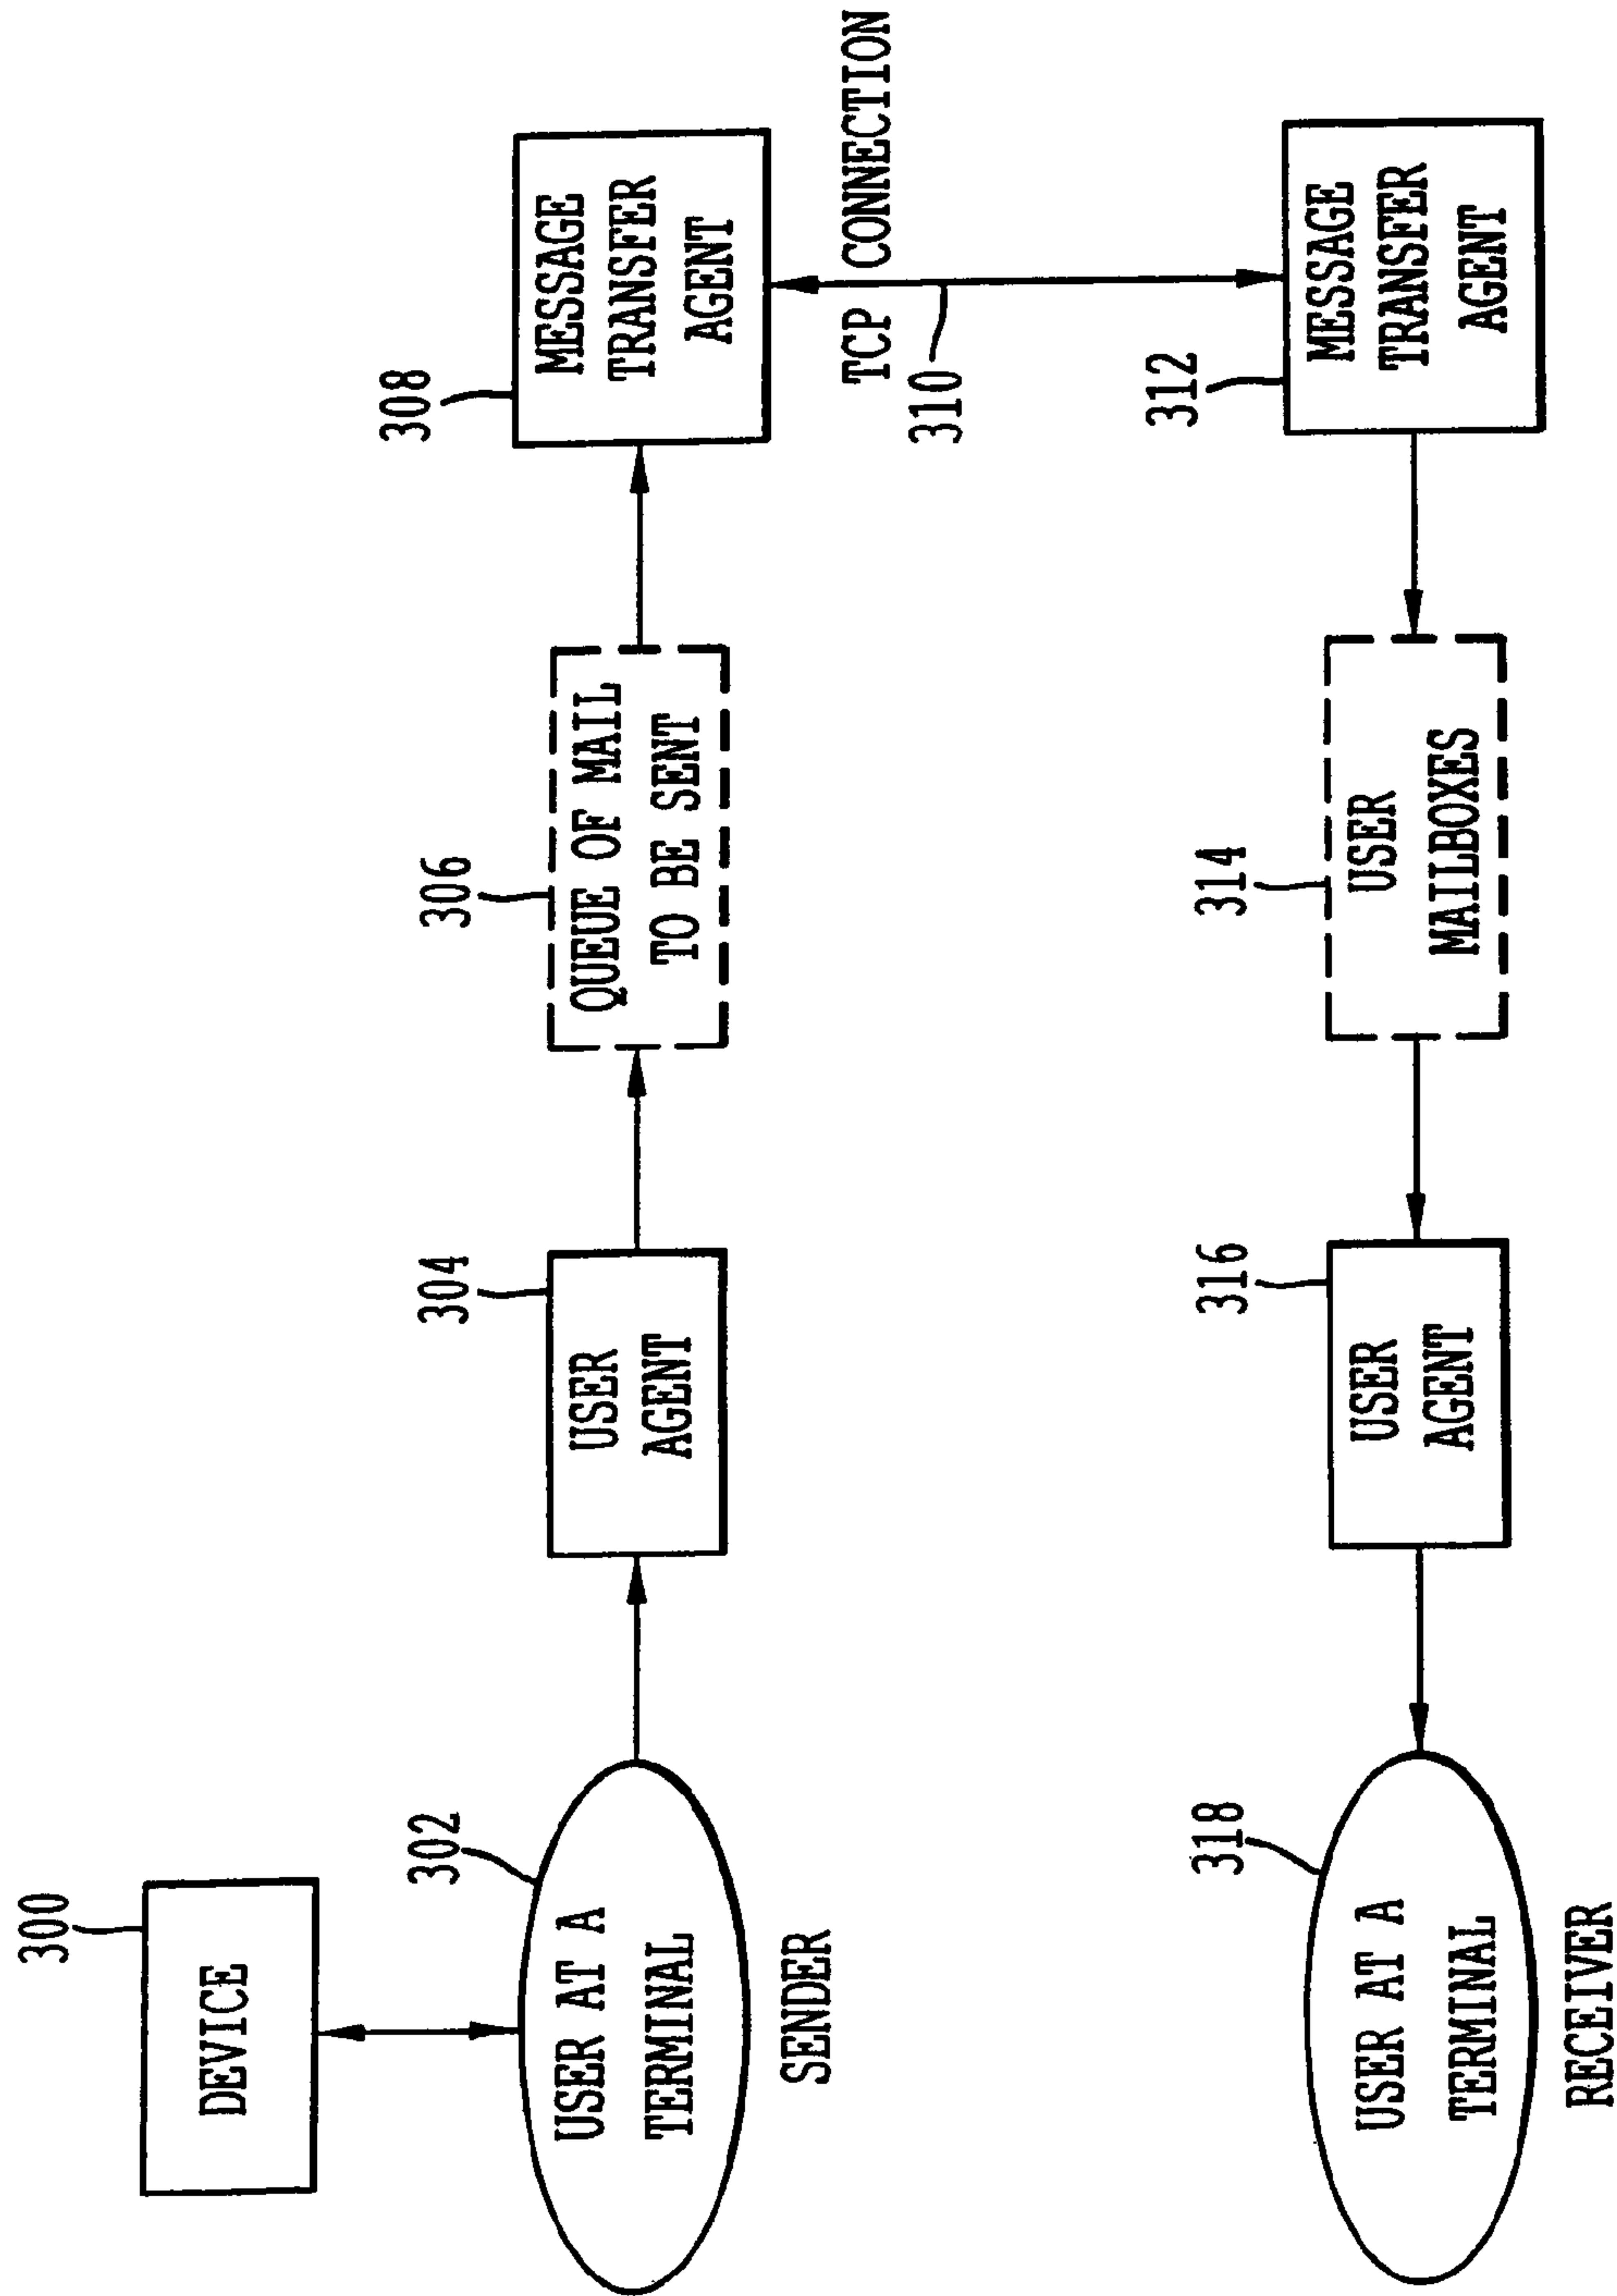 300
DEVICE
302
USER AT A
TERMINAL
SENDER
304
USER
AGENT
306
QUEUE OF MAIL
TO BE SENT
308
MESSAGE
TRANSFER
AGENT
TCP CONNECTION
310
312
MESSAGE
TRANSFER
AGENT
314
USER
MAILBOXES
316
USER
AGENT
318
USER AT A
TERMINAL
RECEIVER